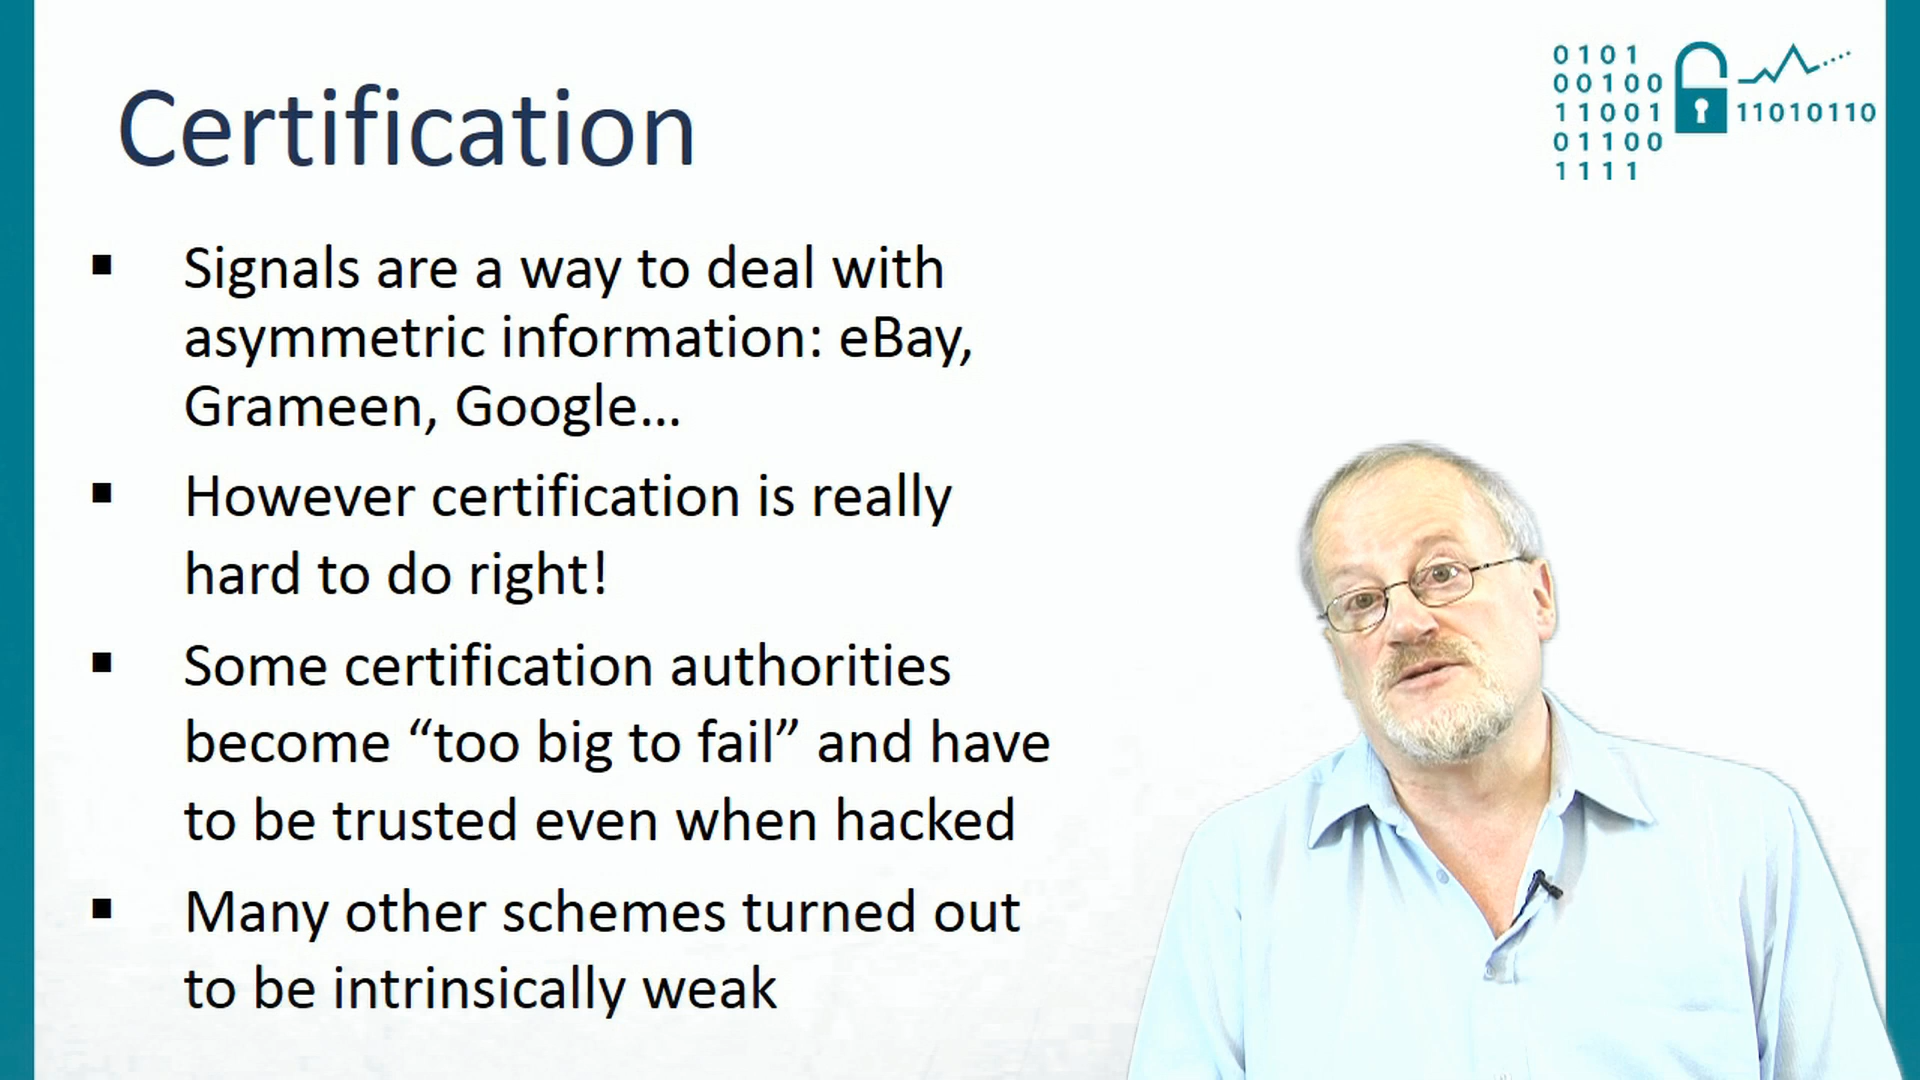 Certification
0101
00100
11001
01100
1111
11010110
▪ Signals are a way to deal with
asymmetric information: eBay,
Grameen, Google...
▪ However certification is really
hard to do right!
▪ Some certification authorities
become “too big to fail” and have
to be trusted even when hacked
▪ Many other schemes turned out
to be intrinsically weak